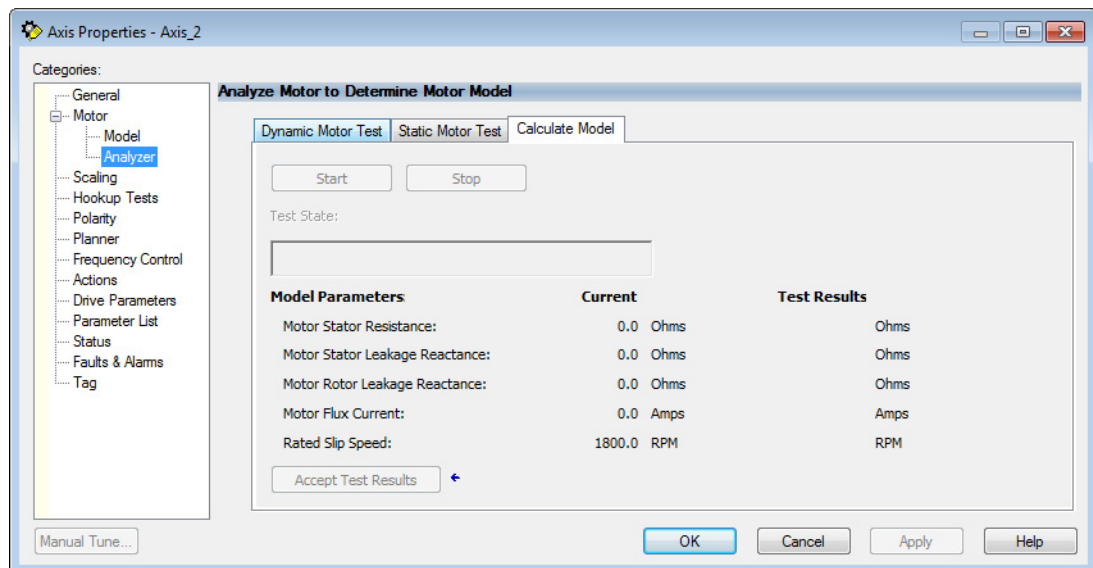 Axis Properties - Axis_2
Categories:
General
Motor
Model
Analyzer
Scaling
Hookup Tests
Polarity
Planner
Frequency Control
Actions
Drive Parameters
Parameter List
Status
Faults & Alarms
Tag
Analyze Motor to Determine Motor Model
Dynamic Motor Test Static Motor Test Calculate Model
Start Stop
Test State:
Model Parameters: Current Test Results
Motor Stator Resistance: 0.0 Ohms Ohms
Motor Stator Leakage Reactance: 0.0 Ohms Ohms
Motor Rotor Leakage Reactance: 0.0 Ohms Ohms
Motor Flux Current: 0.0 Amps Amps
Rated Slip Speed: 1800.0 RPM RPM
Accept Test Results
Manual Tune... OK Cancel Apply Help